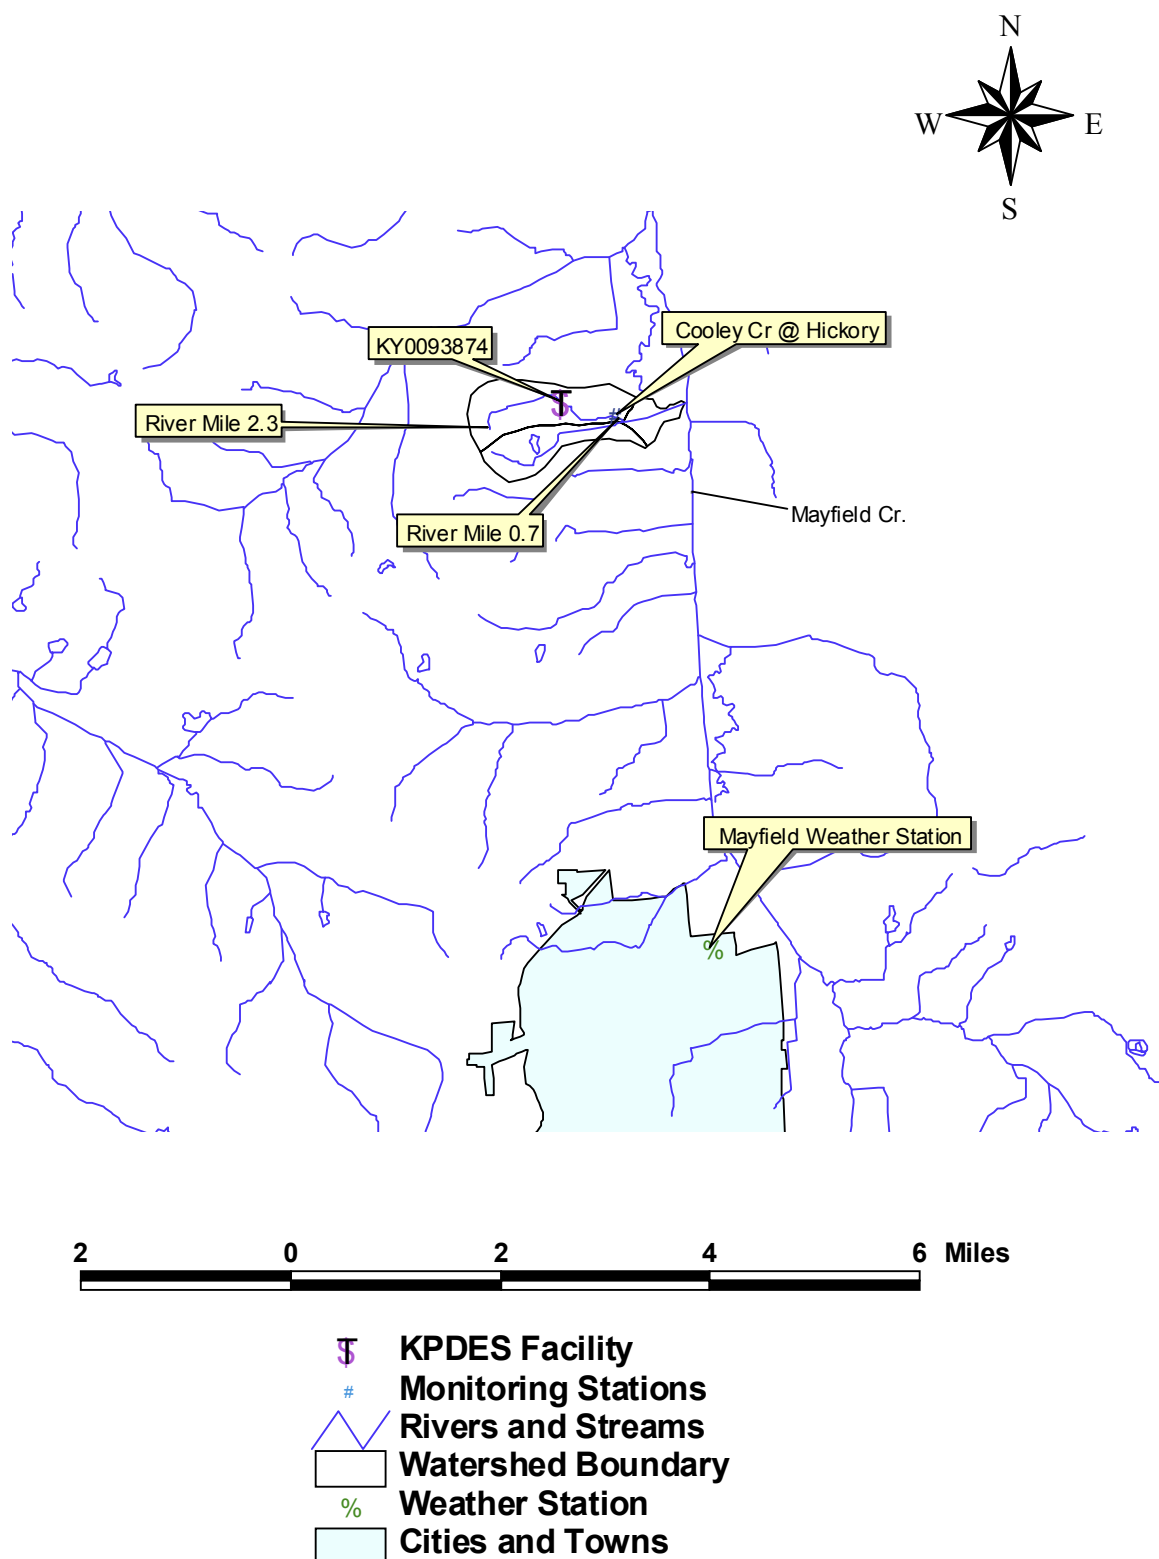 N
W E
S
Cooley Cr @ Hickory
KY0093874
River Mile 2.3
River Mile 0.7
Mayfield Cr.
Mayfield Weather Station
%
2 0 2 4 6 Miles
KPDES Facility
# Monitoring Stations
Rivers and Streams
Watershed Boundary
% Weather Station
Cities and Towns